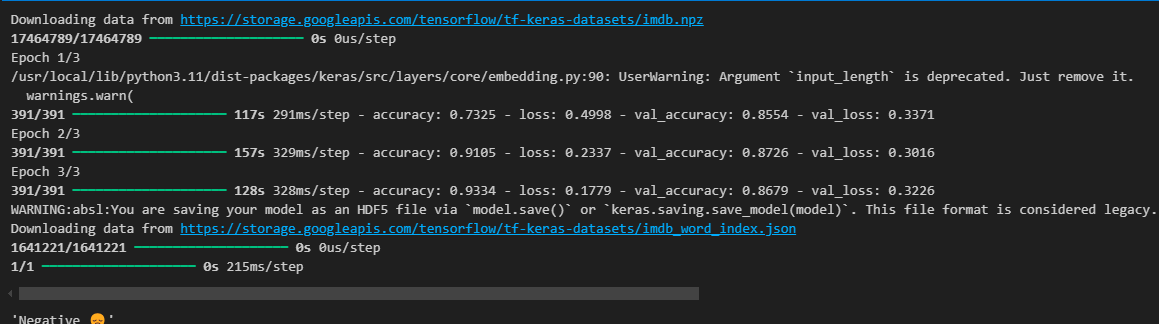 Downloading data from https://storage.googleapis.com/tensorflow/tf-keras-datasets/imdb.npz
17464789/17464789 ━━━━━━━━━━━━━━━━━━━━ 0s 0us/step
Epoch 1/3
/usr/local/lib/python3.11/dist-packages/keras/src/layers/core/embedding.py:90: UserWarning: Argument `input_length` is deprecated. Just remove it.
  warnings.warn(
391/391 ━━━━━━━━━━━━━━━━━━━━ 117s 291ms/step - accuracy: 0.7325 - loss: 0.4998 - val_accuracy: 0.8554 - val_loss: 0.3371
Epoch 2/3
391/391 ━━━━━━━━━━━━━━━━━━━━ 157s 329ms/step - accuracy: 0.9105 - loss: 0.2337 - val_accuracy: 0.8726 - val_loss: 0.3016
Epoch 3/3
391/391 ━━━━━━━━━━━━━━━━━━━━ 128s 328ms/step - accuracy: 0.9334 - loss: 0.1779 - val_accuracy: 0.8679 - val_loss: 0.3226
WARNING:absl:You are saving your model as an HDF5 file via `model.save()` or `keras.saving.save_model(model)`. This file format is considered legacy.
Downloading data from https://storage.googleapis.com/tensorflow/tf-keras-datasets/imdb_word_index.json
1641221/1641221 ━━━━━━━━━━━━━━━━━━━━ 0s 0us/step
1/1 ━━━━━━━━━━━━━━━━━━━━ 0s 215ms/step
'Negative 😞'